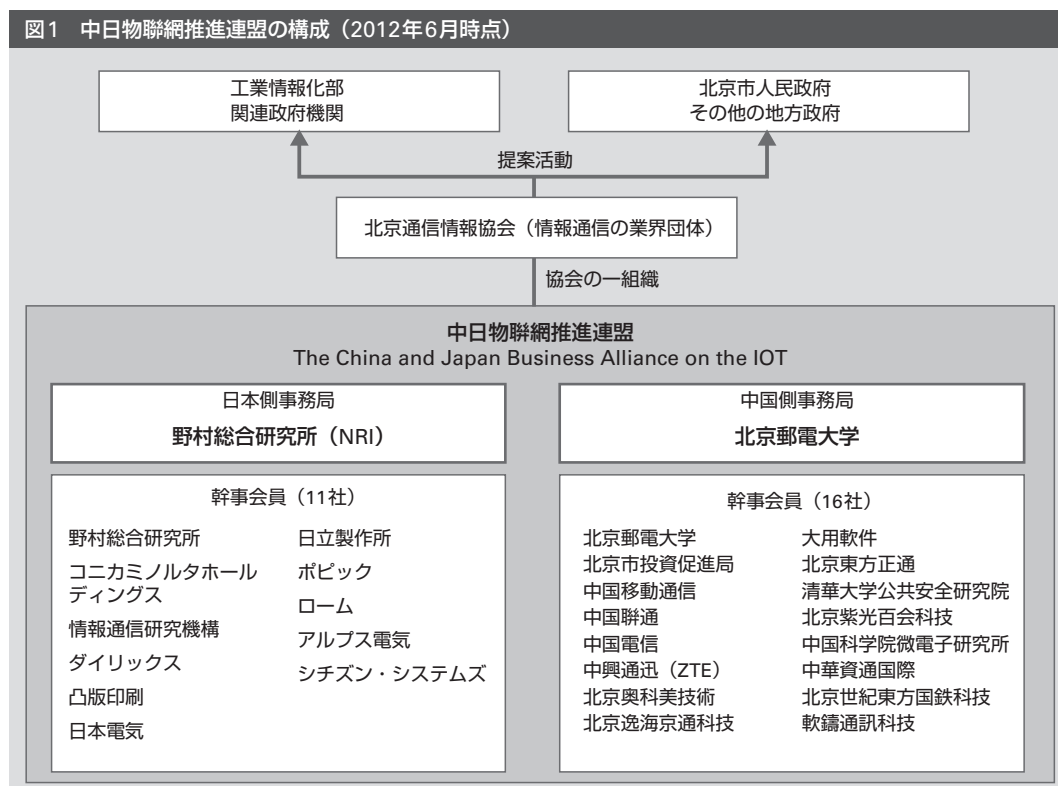 図1 中日物聯網推進連盟の構成（2012年6月時点）
工業情報化部
関連政府機関
北京市人民政府
その他の地方政府
提案活動
北京通信情報協会（情報通信の業界団体）
協会の一組織
中日物聯網推進連盟
The China and Japan Business Alliance on the IOT
日本側事務局
野村総合研究所（NRI）
幹事会員（11社）
野村総合研究所
コニカミノルタホール
ディングス
情報通信研究機構
ダイリックス
凸版印刷
日本電気
日立製作所
ポピック
ローム
アルプス電気
シチズン・システムズ
中国側事務局
北京郵電大学
幹事会員（16社）
北京郵電大学
北京市投資促進局
中国移動通信
中国聨通
中国電信
中興通迅（ZTE）
北京奥科美技術
北京逸海京通科技
大用軟件
北京東方正通
清華大学公共安全研究院
北京紫光百会科技
中国科学院微電子研究所
中華資通国際
北京世紀東方国鉄科技
軟鑄通訊科技